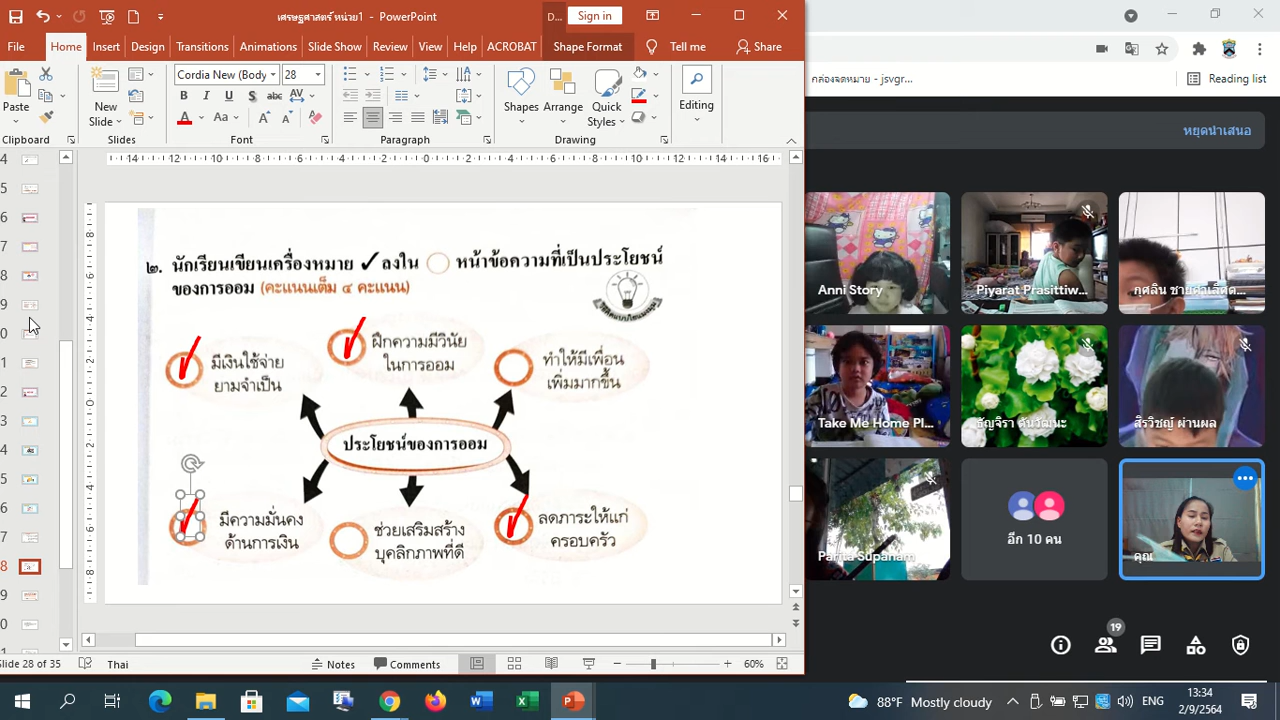 เศรษฐศาสตร์ หน่วย1 - PowerPoint
D...
Sign in
File
Home
Insert
Design
Transitions
Animations
Slide Show
Review
View
Help
ACROBAT
Shape Format
Tell me
Share
Paste
New
Slide
Cordia New (Body)
28
Shapes
Arrange
Quick
Styles
Editing
Clipboard
Slides
Font
Paragraph
Drawing
๒. นักเรียนเขียนเครื่องหมาย ✓ ลงใน ○ หน้าข้อความที่เป็นประโยชน์
ของการออม (คะแนนเต็ม ๔ คะแนน)
มีเงินใช้จ่าย
ยามจำเป็น
ฝึกความมีวินัย
ในการออม
ทำให้มีเพื่อน
เพิ่มมากขึ้น
ประโยชน์ของการออม
มีความมั่นคง
ด้านการเงิน
ช่วยเสริมสร้าง
บุคลิกภาพที่ดี
ลดภาระให้แก่
ครอบครัว
Slide 28 of 35
Thai
Notes
Comments
60%
กล่องจดหมาย - jsvgr...
Reading list
หยุดนำเสนอ
Anni Story
Piyarat Prasittiw...
Take Me Home Pl...
สิรวิชญ์ ผ่านผล
Parita Supanam
อีก 10 คน
คุณ
19
88°F Mostly cloudy
ENG
13:34
2/9/2564